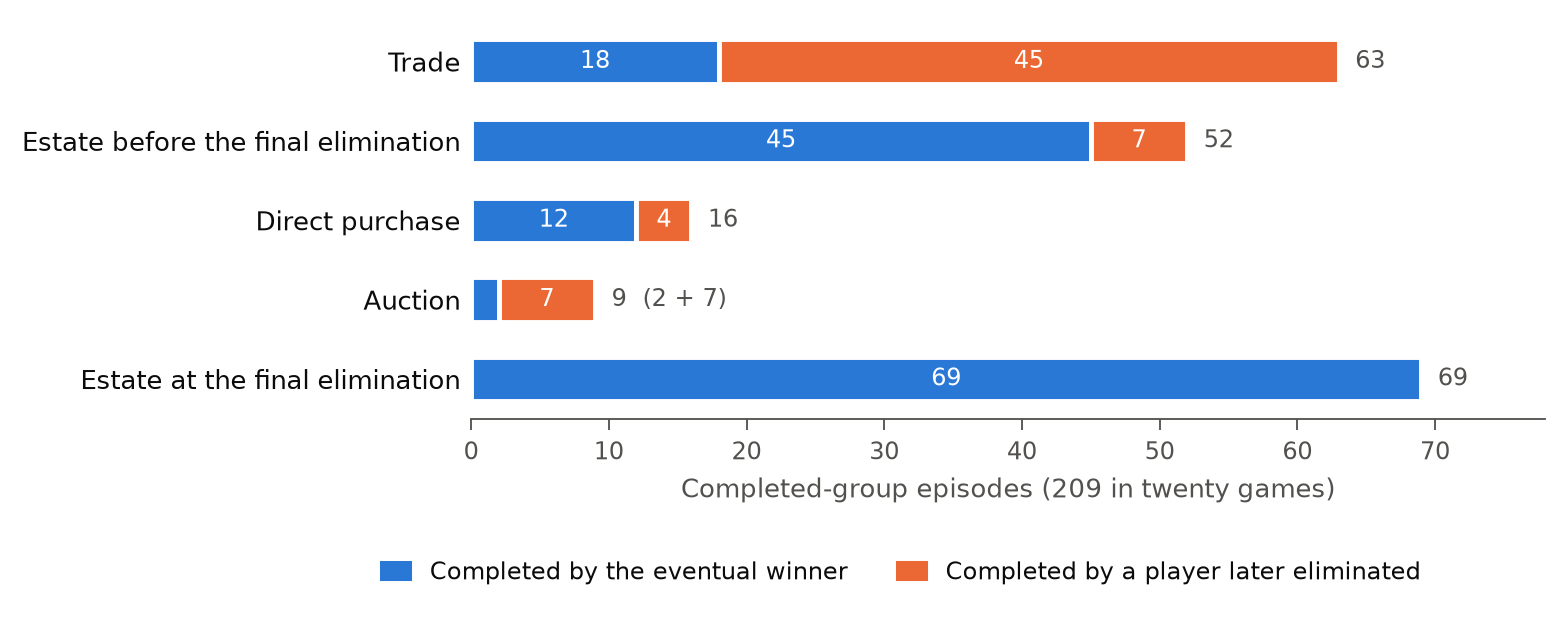 Trade 18 45 63
Estate before the final elimination 45 7 52
Direct purchase 12 4 16
Auction 7 9 (2 + 7)
Estate at the final elimination 69 69
0 10 20 30 40 50 60 70
Completed-group episodes (209 in twenty games)
Completed by the eventual winner Completed by a player later eliminated